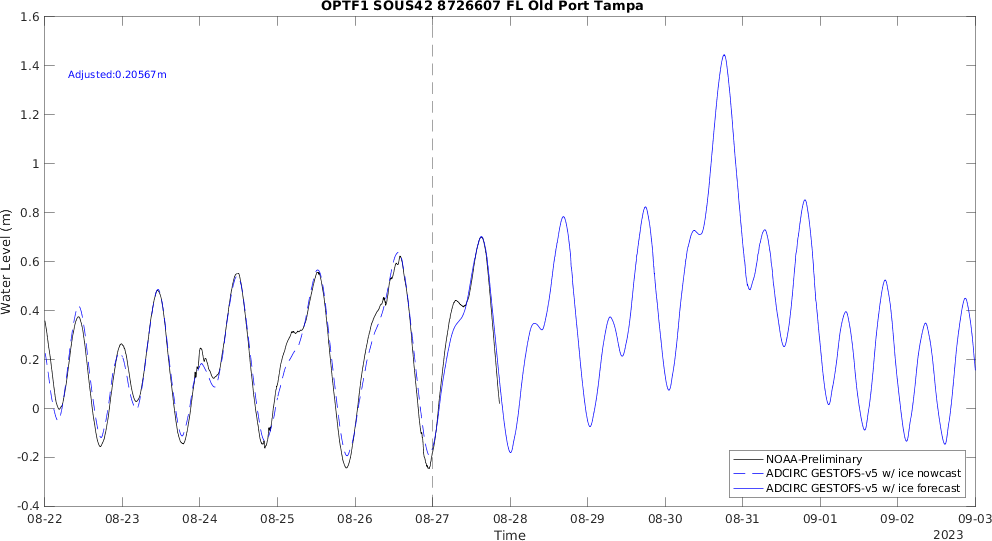 OPTF1 SOUS42 8726607 FL Old Port Tampa
Adjusted:0.20567m
Water Level (m)
1.6
1.4
1.2
1
0.8
0.6
0.4
0.2
0
-0.2
-0.4
NOAA-Preliminary
ADCIRC GESTOFS-v5 w/ ice nowcast
ADCIRC GESTOFS-v5 w/ ice forecast
08-22 08-23 08-24 08-25 08-26 08-27 08-28 08-29 08-30 08-31 09-01 09-02 09-03
Time
2023